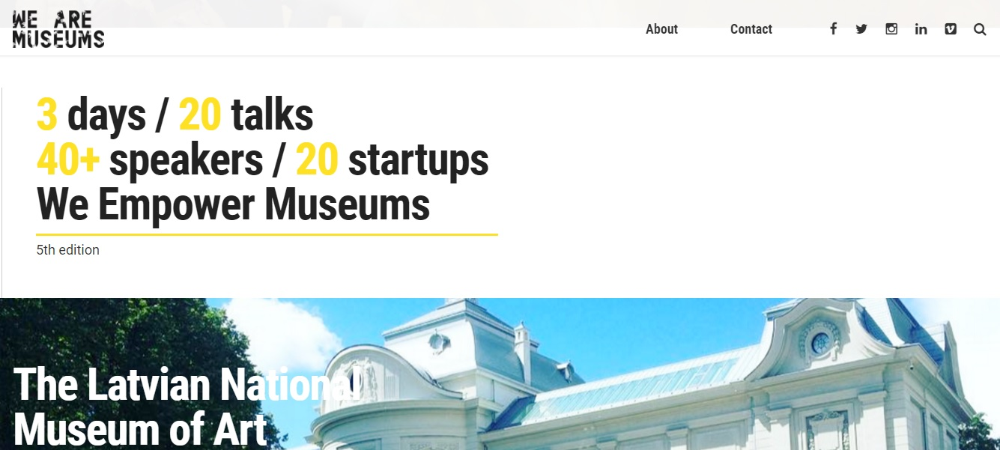 WE ARE
MUSEUMS
About
Contact
3 days / 20 talks
40+ speakers / 20 startups
We Empower Museums
5th edition
The Latvian National
Museum of Art